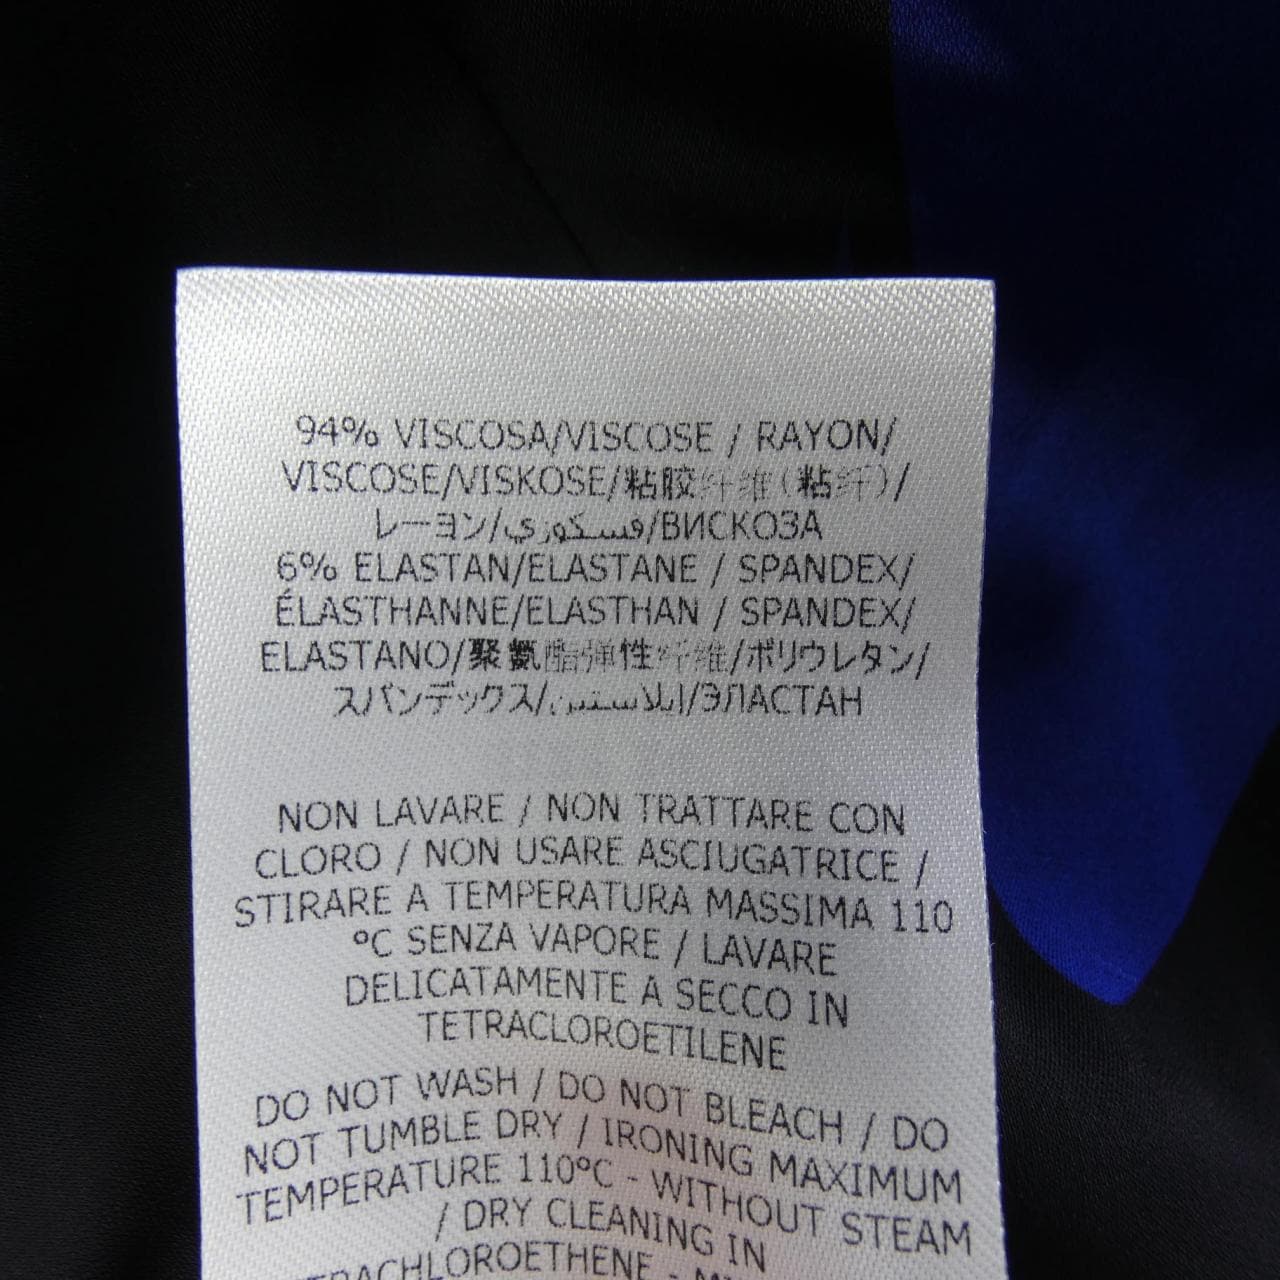 94% VISCOSA/VISCOSE / RAYON/
VISCOSE/VISKOSE/粘胶纤维(粘纤)/
レーヨン/فسكوزي/ВИСКОЗА
6% ELASTAN/ELASTANE / SPANDEX/
ÉLASTHANNE/ELASTHAN / SPANDEX/
ELASTANO/聚氨酯弹性纤维/ポリウレタン/
スパンデックス/إيلاستين/ЭЛАСТАН
NON LAVARE / NON TRATTARE CON
CLORO / NON USARE ASCIUGATRICE /
STIRARE A TEMPERATURA MASSIMA 110
°C SENZA VAPORE / LAVARE
DELICATAMENTE A SECCO IN
TETRACLOROETILENE
DO NOT WASH / DO NOT BLEACH / DO
NOT TUMBLE DRY / IRONING MAXIMUM
TEMPERATURE 110°C - WITHOUT STEAM
/ DRY CLEANING IN
TETRACHLOROETHENE -